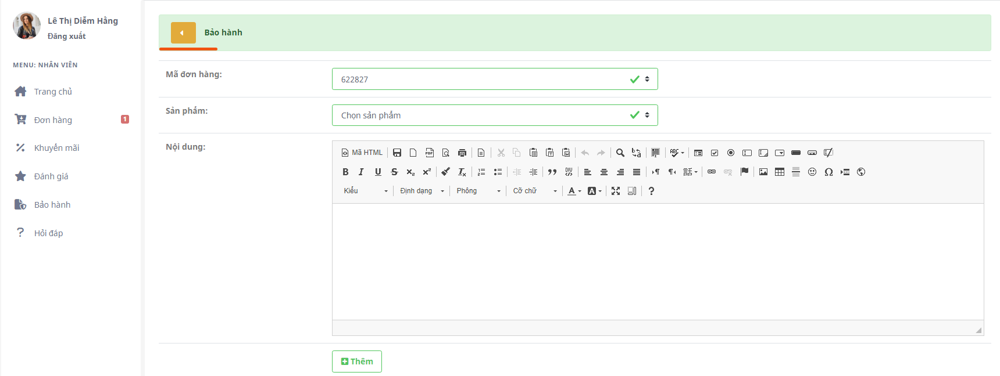 Lê Thị Diễm Hằng
Đăng xuất
MENU: NHÂN VIÊN
Trang chủ
Đơn hàng 1
Khuyến mãi
Đánh giá
Bảo hành
Hỏi đáp
Bảo hành
Mã đơn hàng: 622827
Sản phẩm: Chọn sản phẩm
Nội dung:
Mã HTML
Kiểu Định dạng Phông Cỡ chữ
Thêm